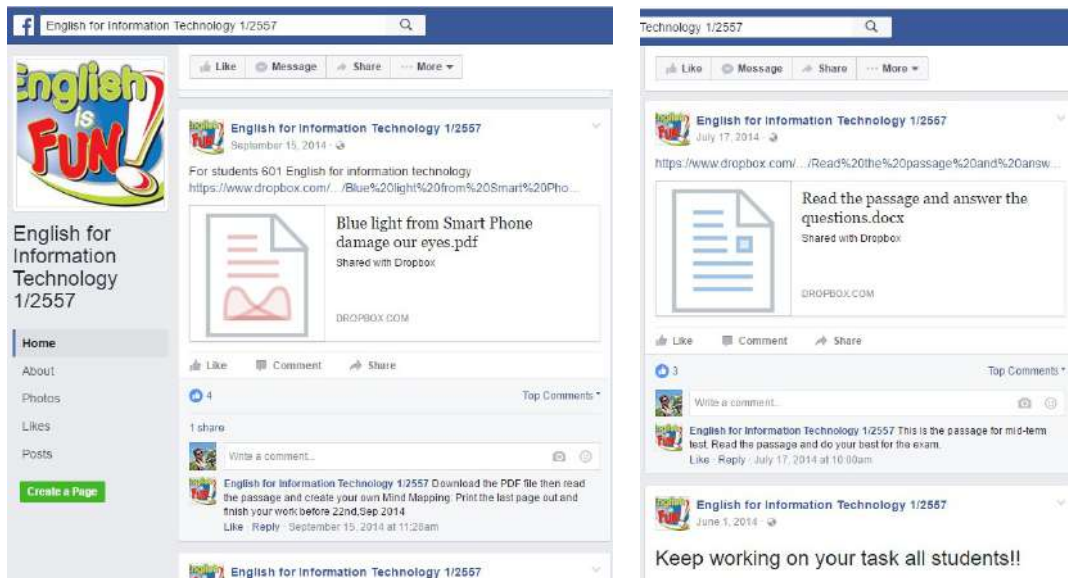 English for Information Technology 1/2557
English
is
FUN!
English for
Information
Technology
1/2557
Home
About
Photos
Likes
Posts
Create a Page
Like Message Share More
English for Information Technology 1/2557
September 15, 2014
For students 601 English for information technology
https://www.dropbox.com/.../Blue%20light%20from%20Smart%20Pho...
Blue light from Smart Phone
damage our eyes.pdf
Shared with Dropbox
DROPBOX.COM
Like Comment Share
4 Top Comments
1 share
Write a comment...
English for Information Technology 1/2557 Download the PDF file then read
the passage and create your own Mind Mapping. Print the last page out and
finish your work before 22nd,Sep 2014
Like · Reply · September 15, 2014 at 11:28am
English for Information Technology 1/2557
Technology 1/2557
Like Message Share More
English for Information Technology 1/2557
July 17, 2014
https://www.dropbox.com/.../Read%20the%20passage%20and%20answ...
Read the passage and answer the
questions.docx
Shared with Dropbox
DROPBOX.COM
Like Comment Share
3 Top Comments
Write a comment...
English for Information Technology 1/2557 This is the passage for mid-term
test. Read the passage and do your best for the exam.
Like · Reply · July 17, 2014 at 10:00am
English for Information Technology 1/2557
June 1, 2014
Keep working on your task all students!!